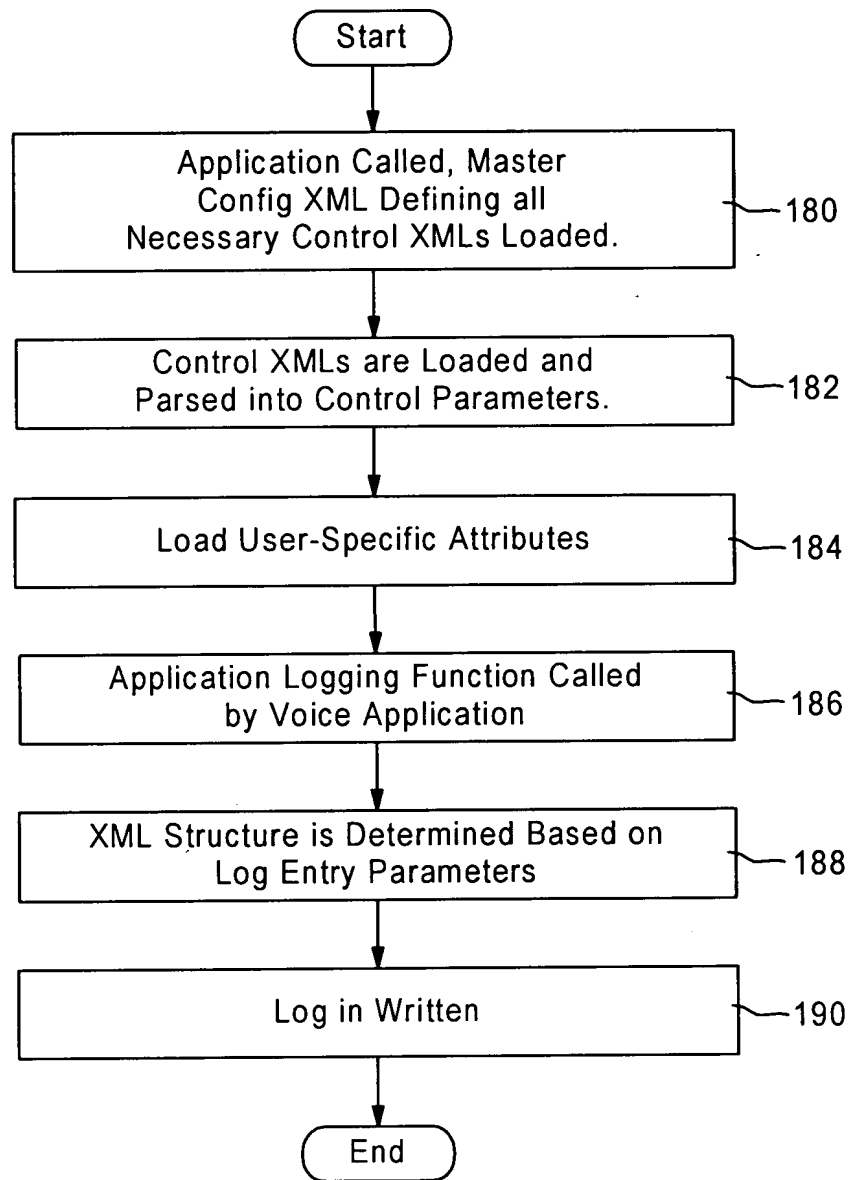 Start
Application Called, Master
Config XML Defining all
Necessary Control XMLs Loaded.
180
Control XMLs are Loaded and
Parsed into Control Parameters.
182
Load User-Specific Attributes
184
Application Logging Function Called
by Voice Application
186
XML Structure is Determined Based on
Log Entry Parameters
188
Log in Written
190
End